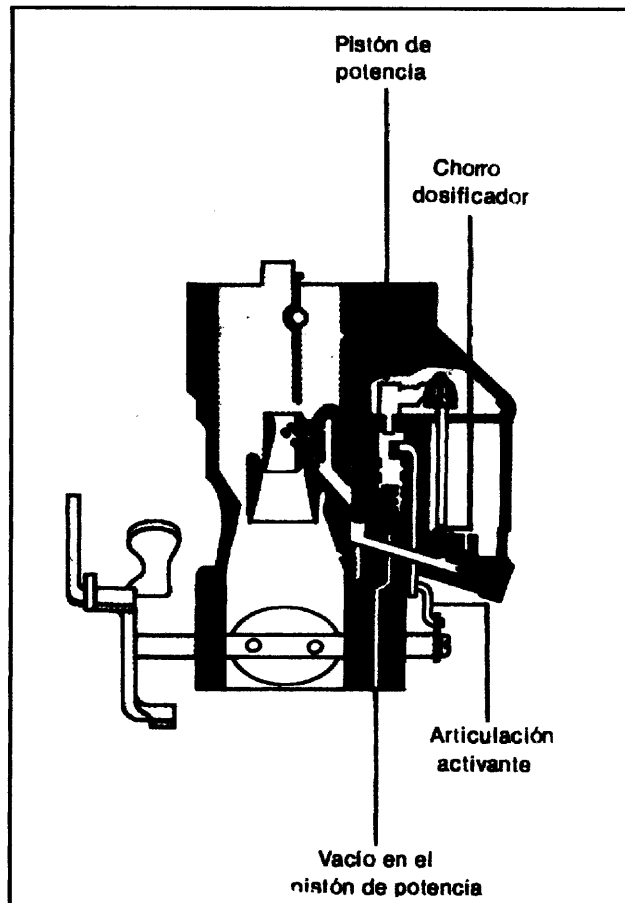 Pistón de
potencia
Chorro
dosificador
Articulación
activante
Vacío en el
pistón de potencia